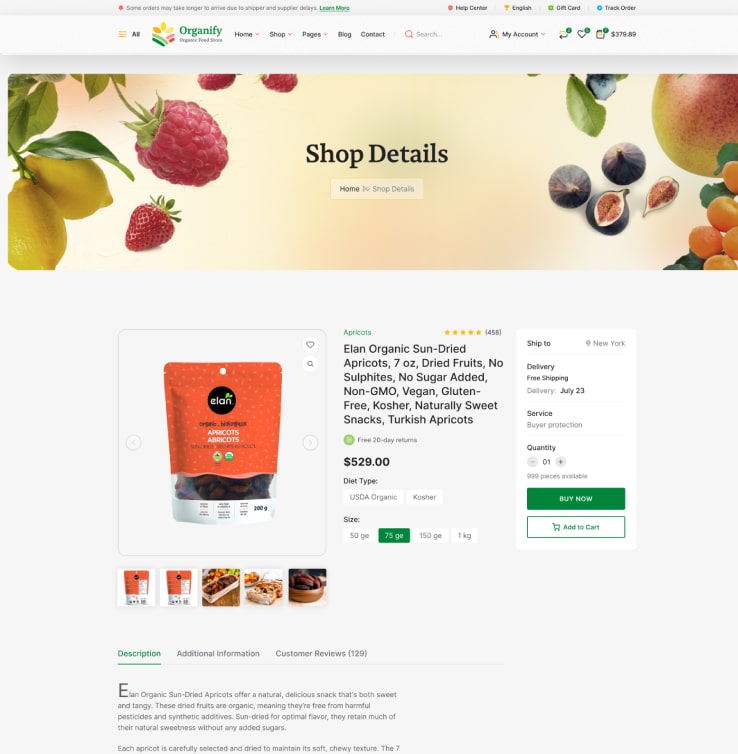 Some orders may take longer to arrive due to shipper and supplier delays. Learn More
Help Center
English
Gift Card
Track Order
All
Organify
Organic Food Store
Home
Shop
Pages
Blog
Contact
Search...
My Account
$379.89
Shop Details
Home
Shop Details
elan
APRICOTS
ABRICOTS
200 g
Apricots
(456)
Elan Organic Sun-Dried
Apricots, 7 oz, Dried Fruits, No
Sulphites, No Sugar Added,
Non-GMO, Vegan, Gluten-
Free, Kosher, Naturally Sweet
Snacks, Turkish Apricots
Free 20-day returns
$529.00
Diet Type:
USDA Organic
Kosher
Size:
50 ge
75 ge
150 ge
1 kg
Ship to
New York
Delivery
Free Shipping
Delivery: July 23
Service
Buyer protection
Quantity
− 01 +
999 pieces available
BUY NOW
Add to Cart
Description
Additional Information
Customer Reviews (129)
Elan Organic Sun-Dried Apricots offer a natural, delicious snack that's both sweet
and tangy. These dried fruits are organic, meaning they're free from harmful
pesticides and synthetic additives. Sun-dried for optimal flavor, they retain much of
their natural sweetness without any added sugars.
Each apricot is carefully selected and dried to maintain its soft, chewy texture. The 7